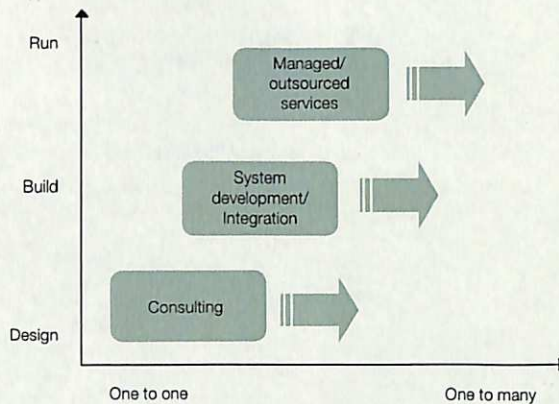 Run
Managed/
outsourced
services
Build
System
development/
Integration
Consulting
Design
One to one
One to many